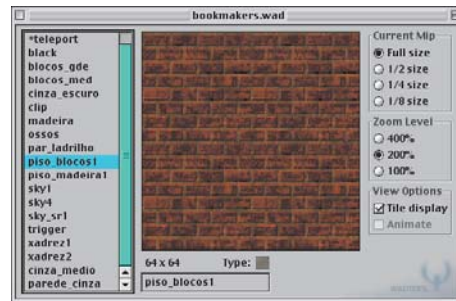 bookmakers.wad
*teleport
black
blocos_gde
blocos_med
cinza_escuro
clip
madeira
ossos
par_ladrilho
piso_blocos1
piso_madeira1
sky1
sky4
sky_sr1
trigger
xadrez1
xadrez2
cinza_medio
parede_cinza
64 x 64
Type:
piso_blocos1
Current Mip
Full size
1/2 size
1/4 size
1/8 size
Zoom Level
400%
200%
100%
View Options
Tile display
Animate